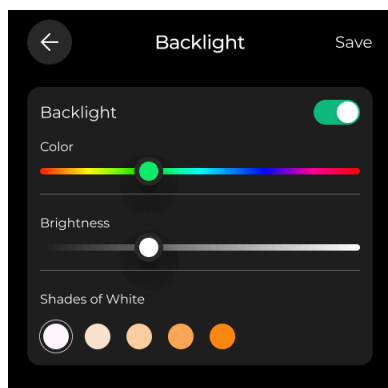 Backlight
Save
Backlight
Color
Brightness
Shades of White